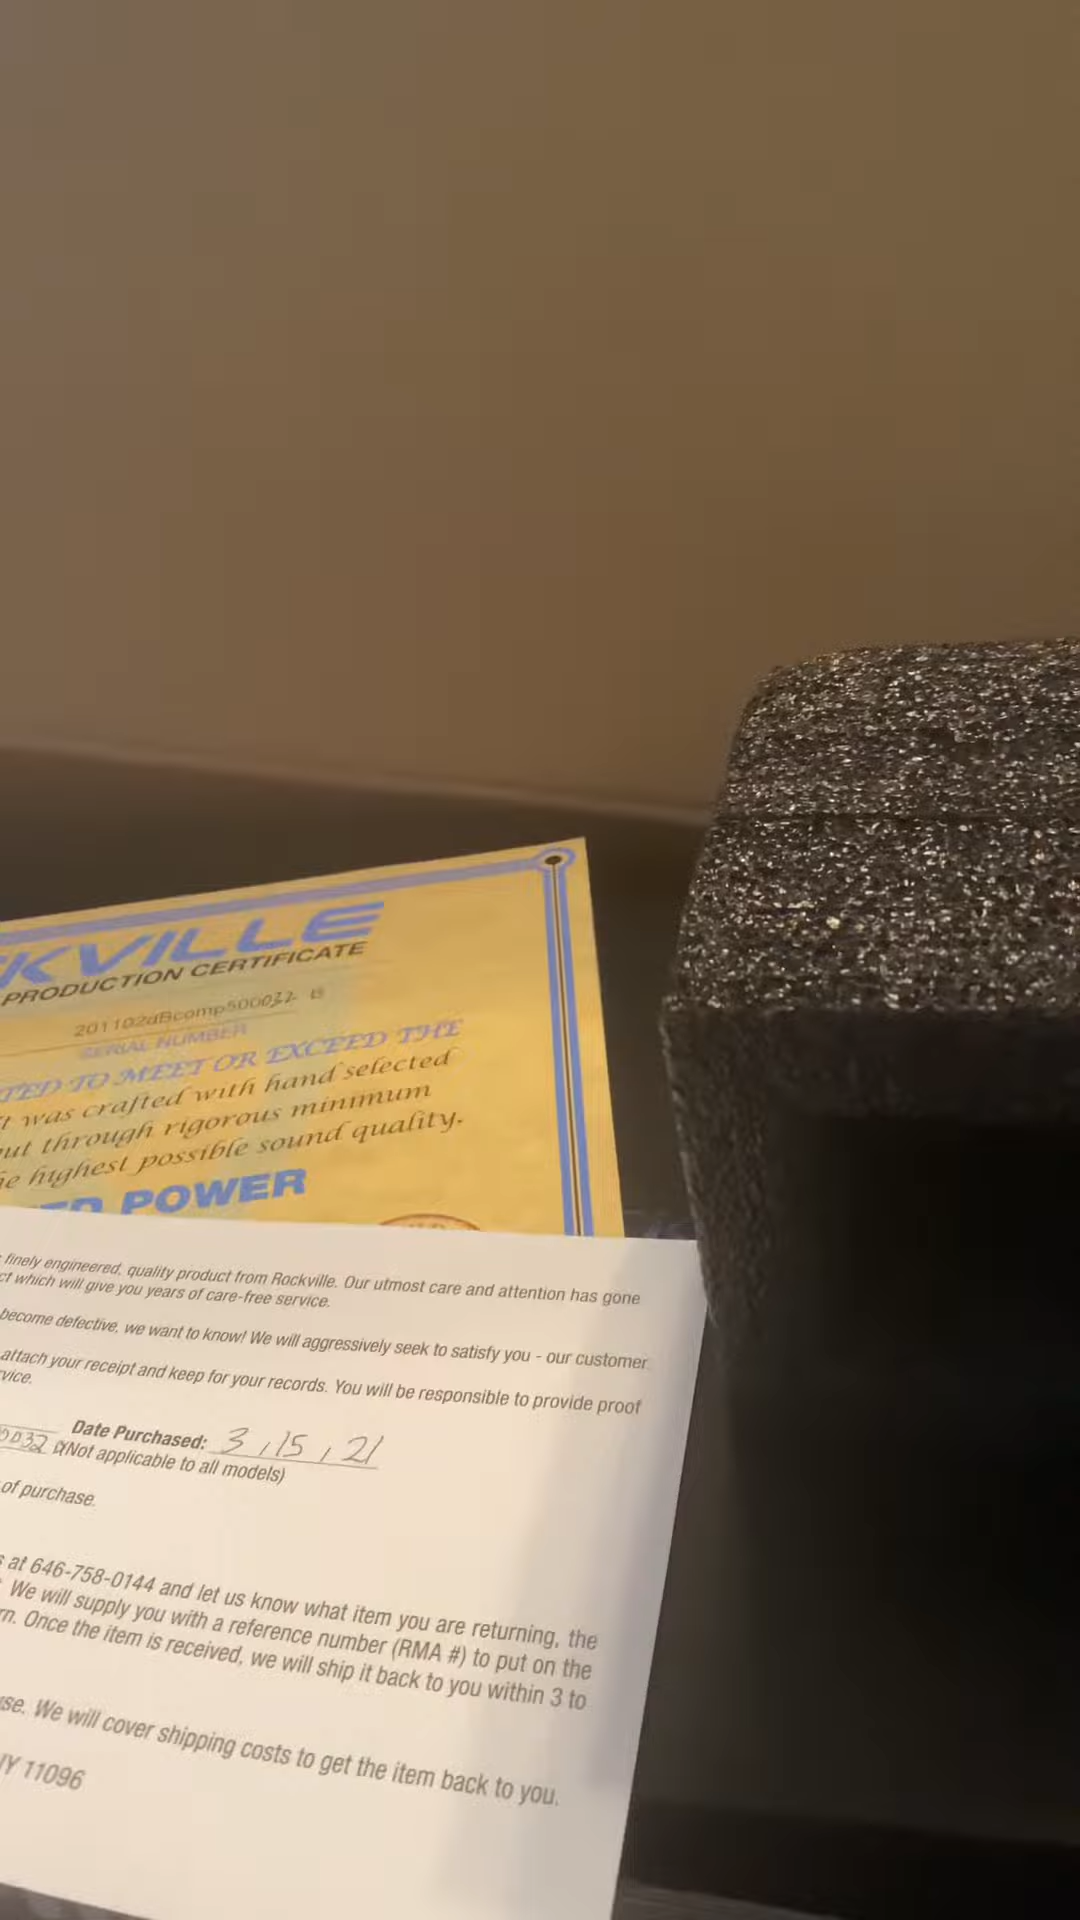 KVILLE
PRODUCTION CERTIFICATE
201102dBcomp500032
SERIAL NUMBER
TED TO MEET OR EXCEED THE
t was crafted with hand selected
ut through rigorous minimum
e highest possible sound quality.
ED POWER
finely engineered, quality product from Rockville. Our utmost care and attention has gone
ct which will give you years of care-free service.
become defective, we want to know! We will aggressively seek to satisfy you - our customer.
attach your receipt and keep for your records. You will be responsible to provide proof
vice.
Date Purchased: 3 / 15 / 21
0032 (Not applicable to all models)
of purchase.
s at 646-758-0144 and let us know what item you are returning, the
. We will supply you with a reference number (RMA #) to put on the
rn. Once the item is received, we will ship it back to you within 3 to
se. We will cover shipping costs to get the item back to you.
NY 11096